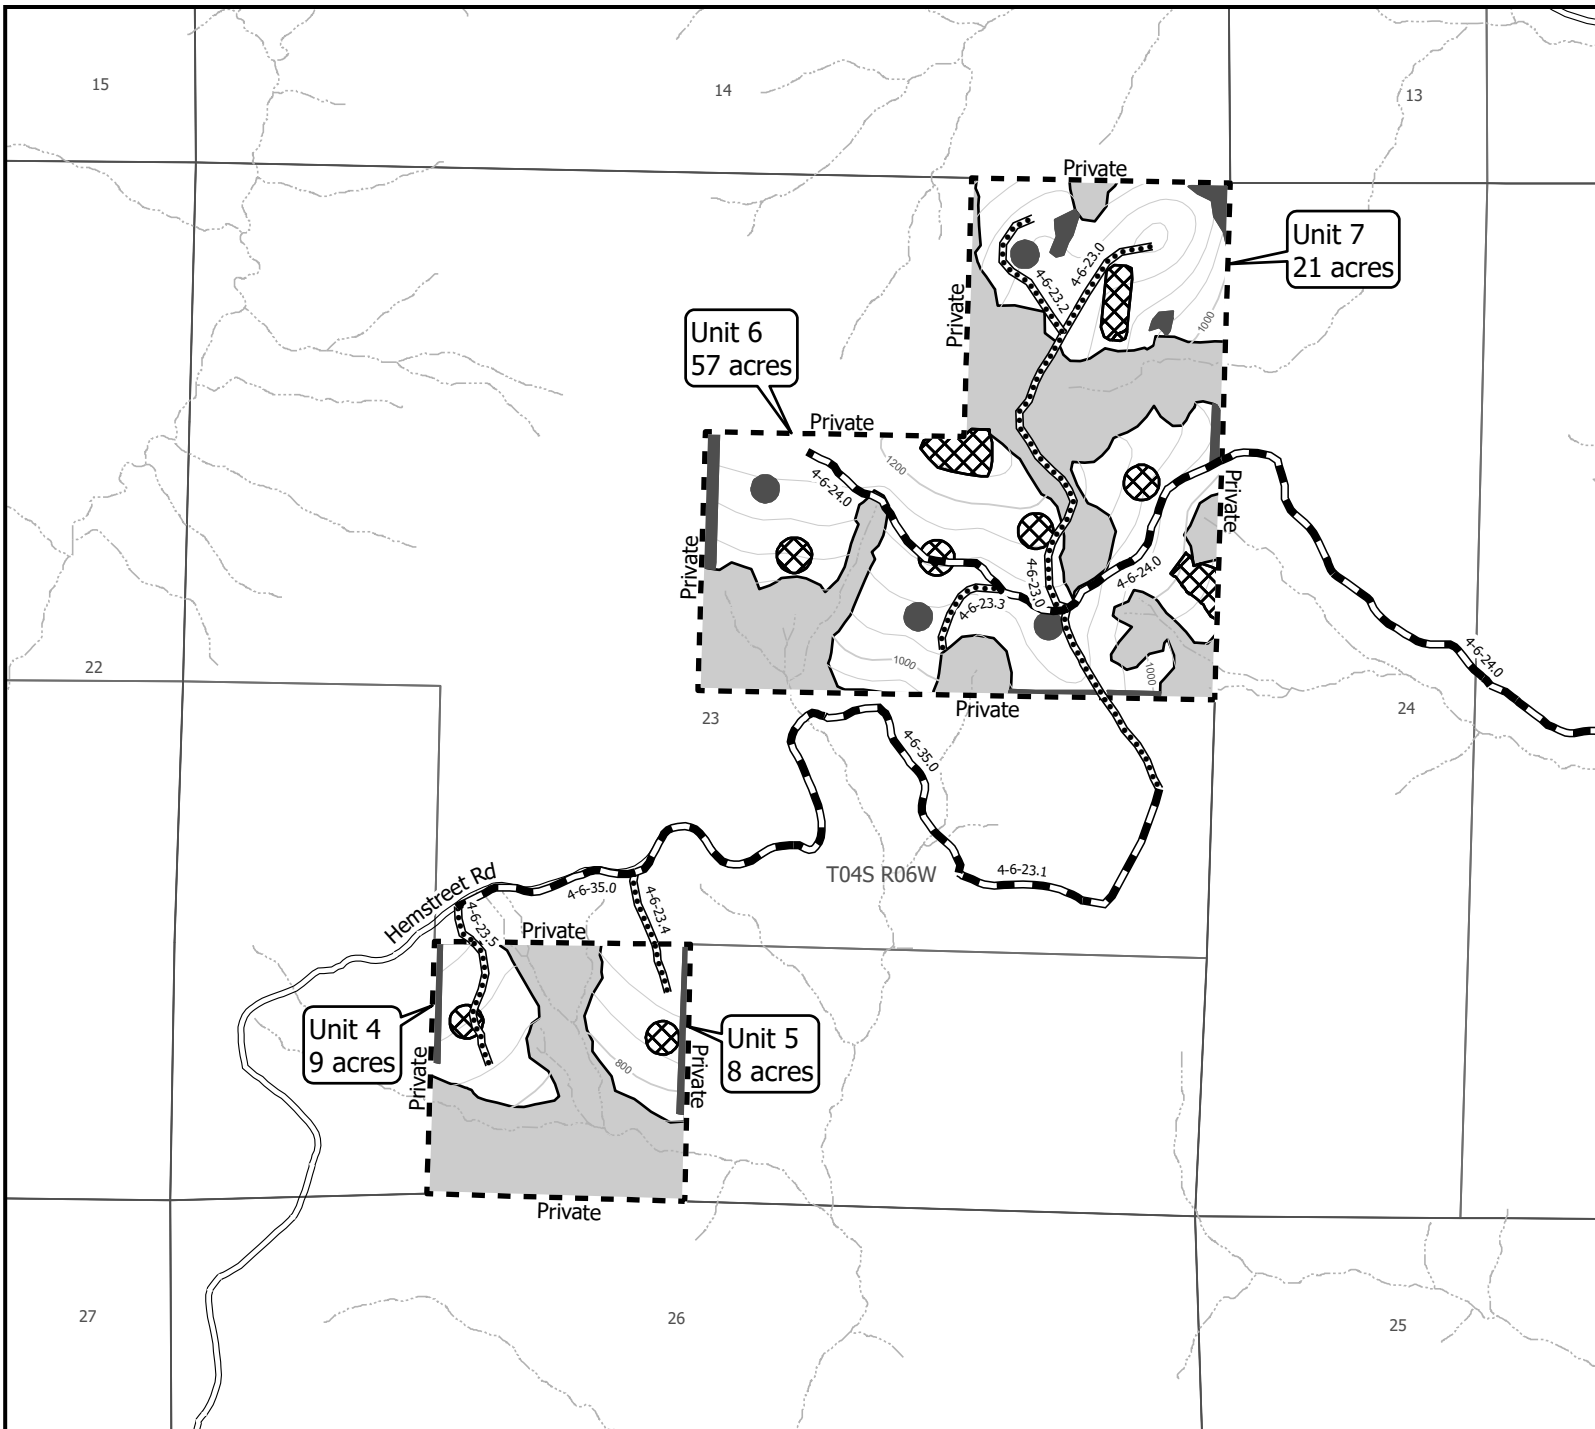 15
14
13
Private
Unit 7
21 acres
4-6-23.0
4-6-23.2
Private
1000
Unit 6
57 acres
Private
1200
4-6-24.0
Private
Private
4-6-23.0
4-6-24.0
4-6-23.3
1000
1000
4-6-24.0
22
Private
23
24
4-6-35.0
T04S R06W
4-6-23.1
Hemstreet Rd
4-6-35.0
4-6-23.4
4-6-23.5
Private
Unit 4
9 acres
Unit 5
8 acres
800
Private
Private
Private
27
26
25